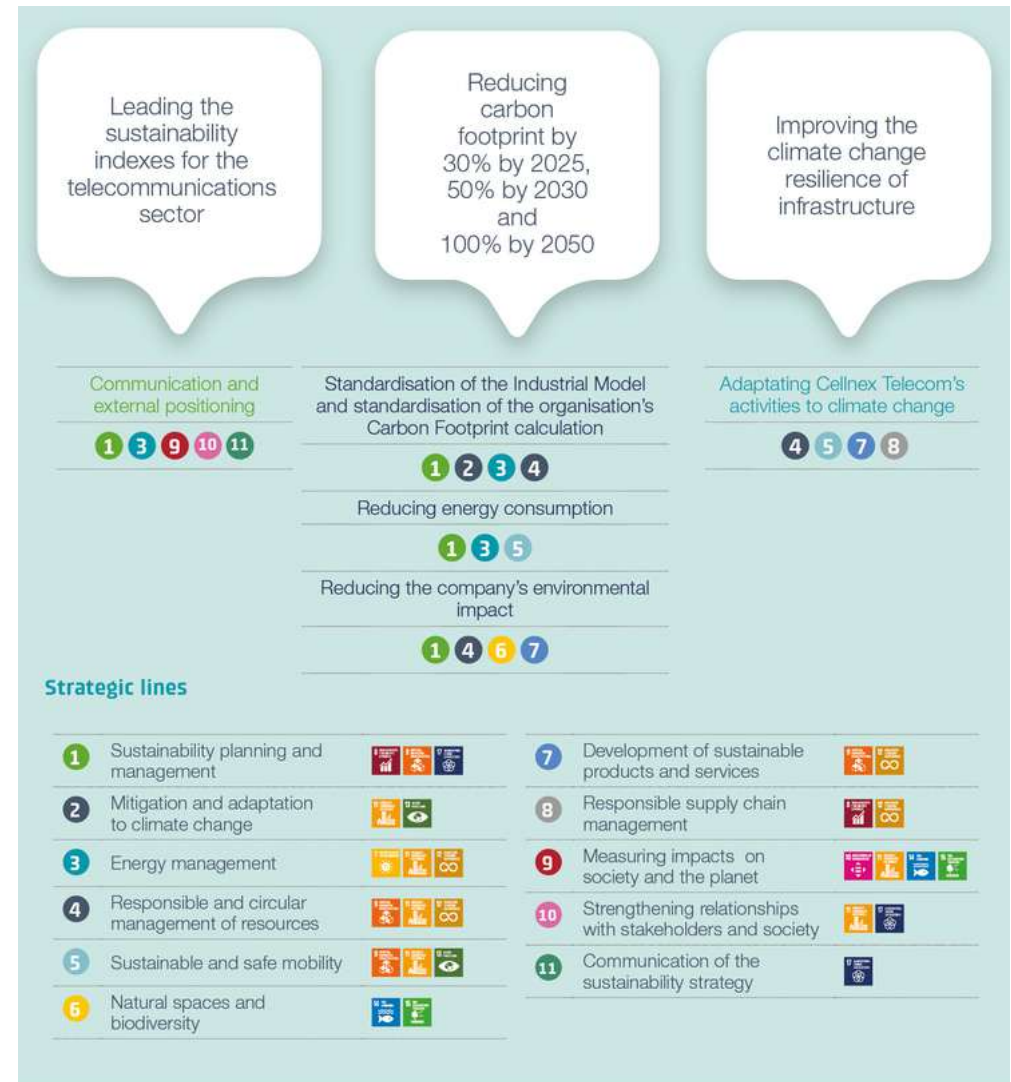 Leading the
sustainability
indexes for the
telecommunications
sector
Reducing
carbon
footprint by
30% by 2025,
50% by 2030
and
100% by 2050
Improving the
climate change
resilience of
infrastructure
Communication and
external positioning
1 3 9 10 11
Standardisation of the Industrial Model
and standardisation of the organisation's
Carbon Footprint calculation
1 2 3 4
Reducing energy consumption
1 3 5
Reducing the company's environmental
impact
1 4 6 7
Adaptating Cellnex Telecom's
activities to climate change
4 5 7 8
Strategic lines
1 Sustainability planning and
management
2 Mitigation and adaptation
to climate change
3 Energy management
4 Responsible and circular
management of resources
5 Sustainable and safe mobility
6 Natural spaces and
biodiversity
7 Development of sustainable
products and services
8 Responsible supply chain
management
9 Measuring impacts on
society and the planet
10 Strengthening relationships
with stakeholders and society
11 Communication of the
sustainability strategy